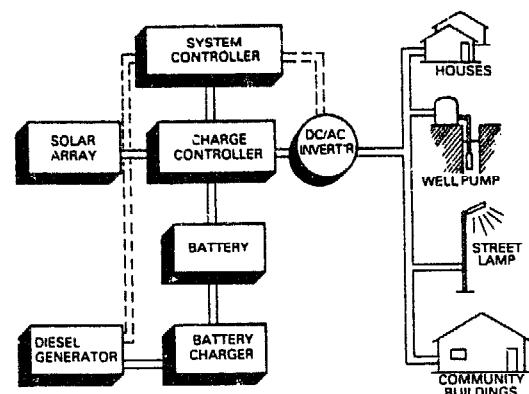 SYSTEM
CONTROLLER
HOUSES
SOLAR
ARRAY
CHARGE
CONTROLLER
DC/AC
INVERT'R
WELL PUMP
BATTERY
STREET
LAMP
DIESEL
GENERATOR
BATTERY
CHARGER
COMMUNITY
BUILDINGS